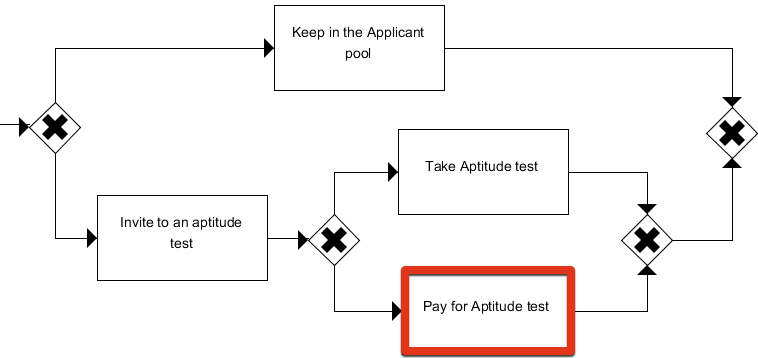 Keep in the Applicant
pool
Take Aptitude test
Invite to an aptitude
test
Pay for Aptitude test